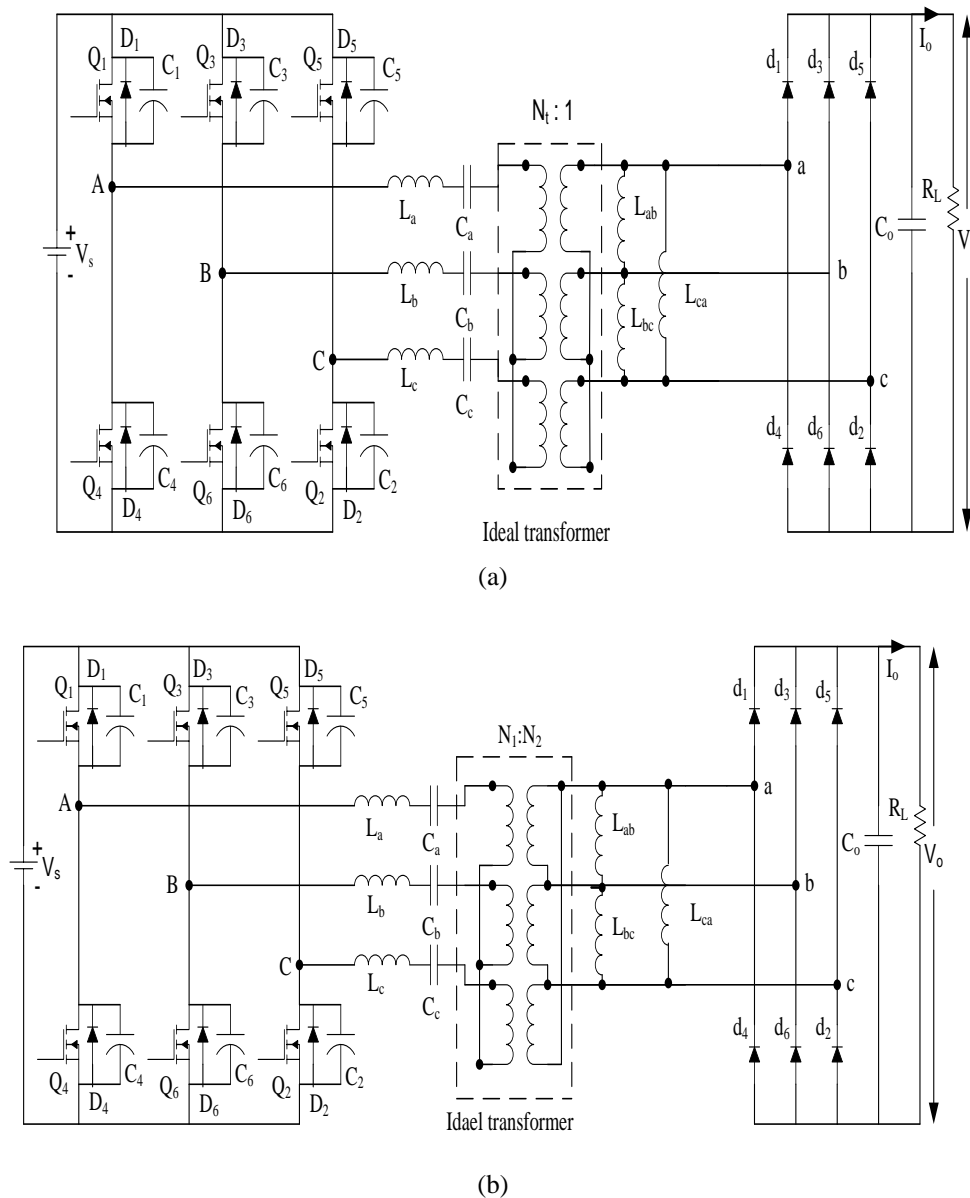 D1 D3 D5
Q1 Q3 Q5
C1 C3 C5
Io
d1 d3 d5
Nt : 1
A
a
La
Ca
Lab
RL
Co
V
+
Vs
-
B
b
Lb
Cb
Lbc
Lca
C
c
Lc
Cc
d4 d6 d2
Q4 Q6 Q2
C4 C6 C2
D4 D6 D2
Ideal transformer
(a)
D1 D3 D5
Q1 Q3 Q5
C1 C3 C5
Io
d1 d3 d5
N1:N2
A
a
La
Ca
Lab
RL
Co
Vo
+
Vs
-
B
b
Lb
Cb
Lbc
Lca
C
c
Lc
Cc
d4 d6 d2
Q4 Q6 Q2
C4 C6 C2
D4 D6 D2
Idael transformer
(b)